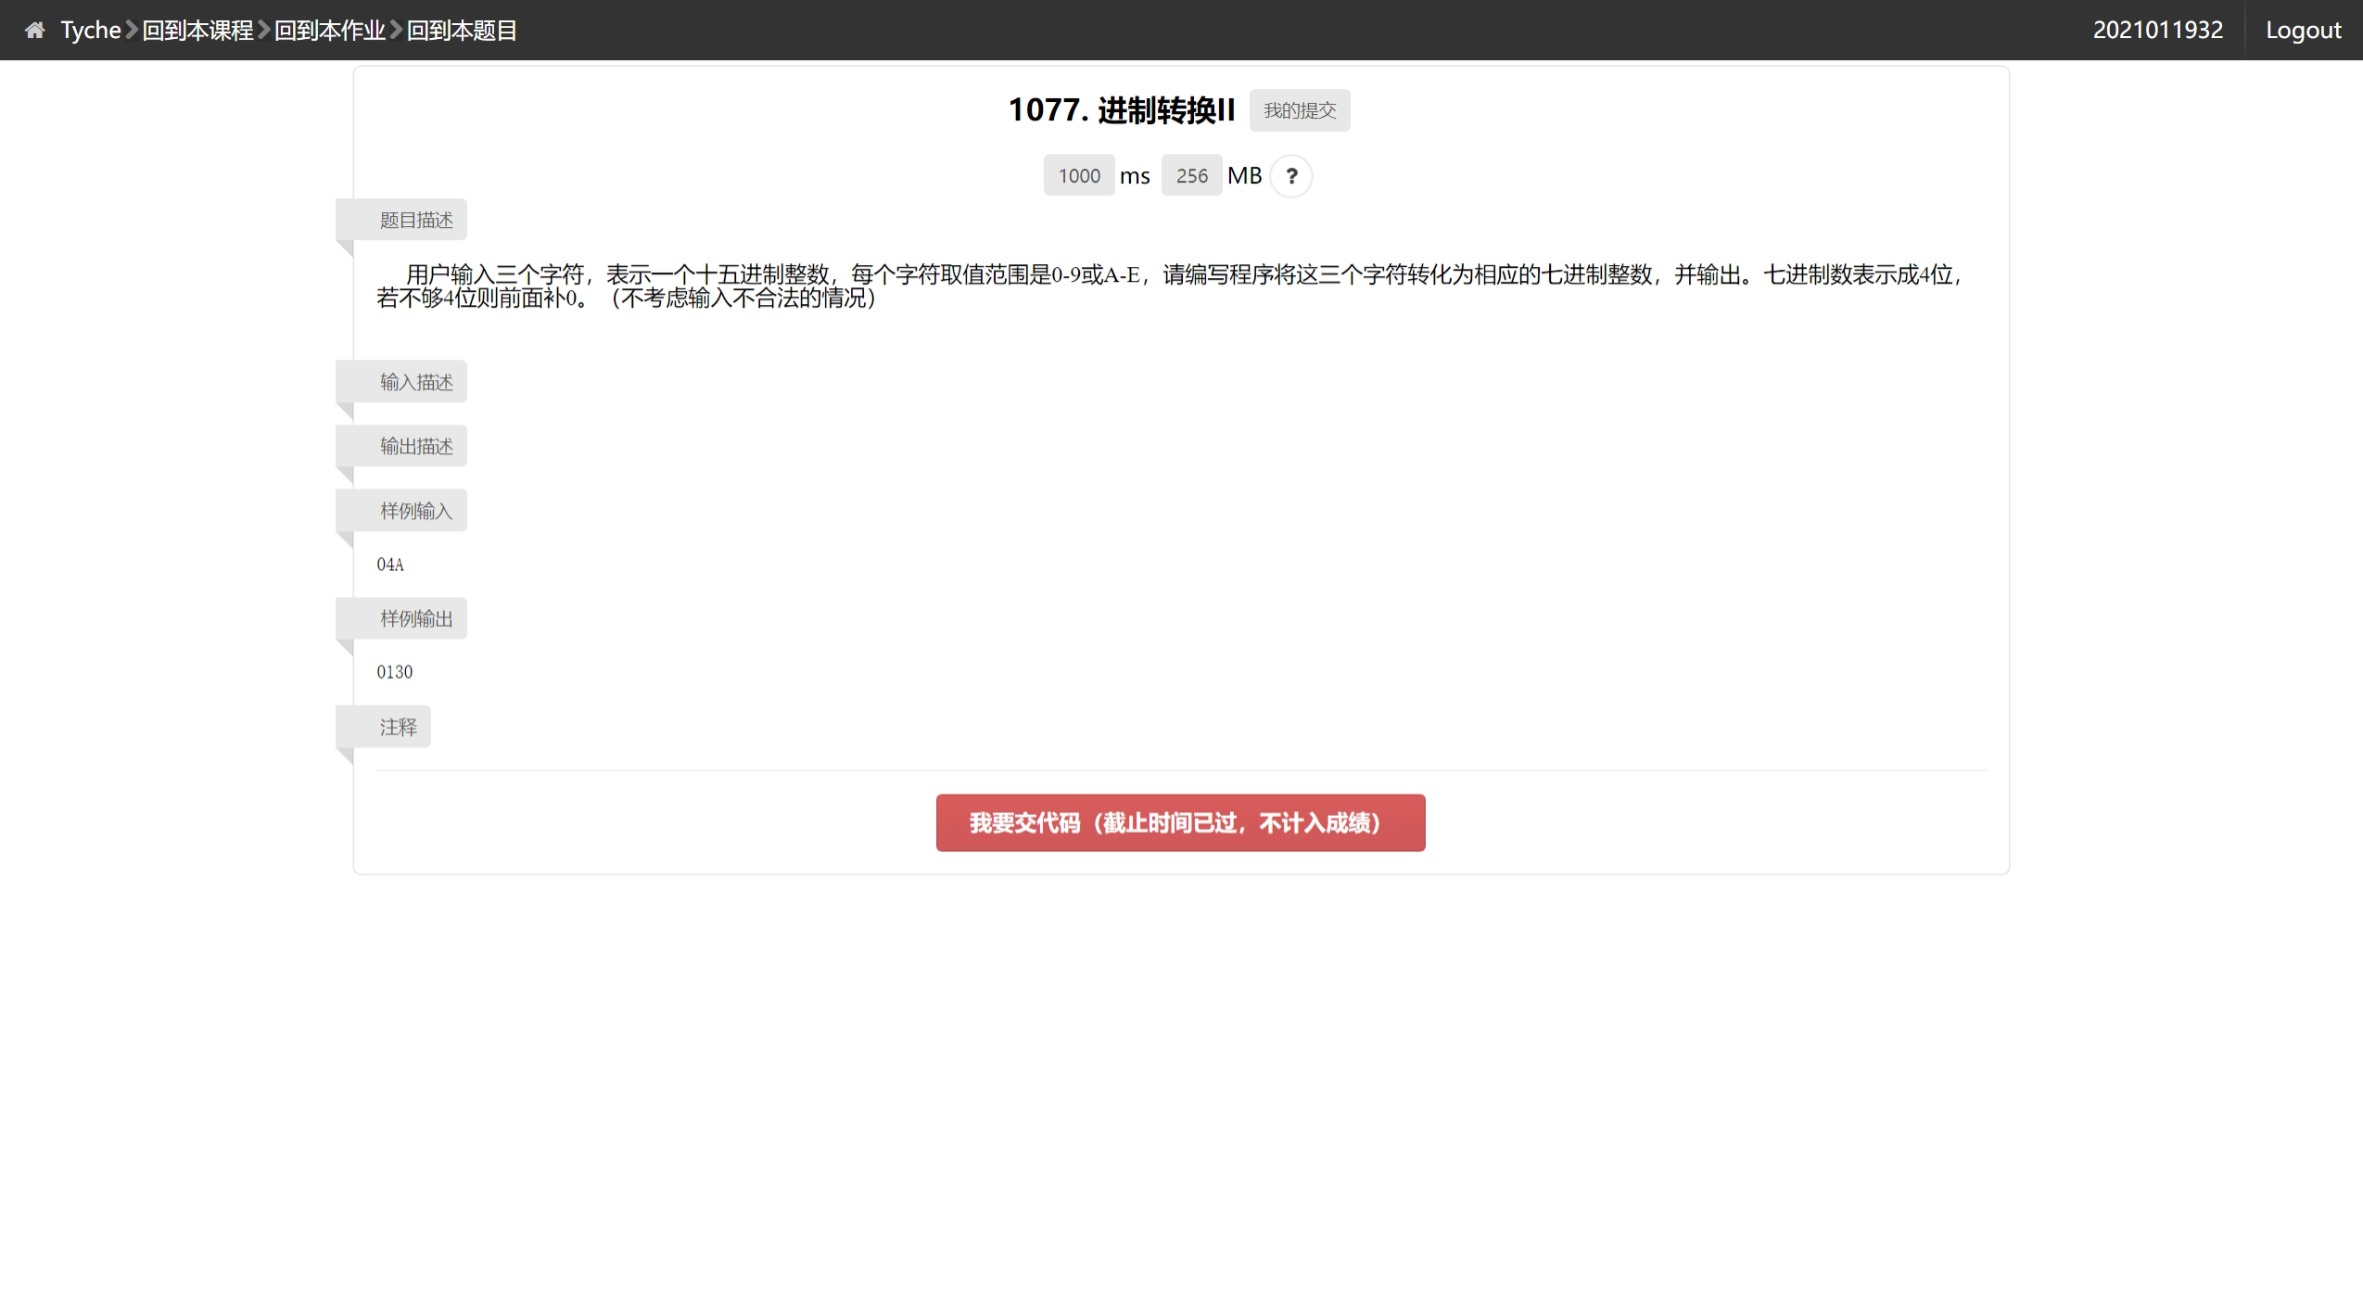 Tyche 回到本课程 回到本作业 回到本题目 2021011932 Logout
1077. 进制转换II 我的提交
1000 ms 256 MB ?
题目描述
用户输入三个字符，表示一个十五进制整数，每个字符取值范围是0-9或A-E，请编写程序将这三个字符转化为相应的七进制整数，并输出。七进制数表示成4位，
若不够4位则前面补0。（不考虑输入不合法的情况）
输入描述
输出描述
样例输入
04A
样例输出
0130
注释
我要交代码（截止时间已过，不计入成绩）